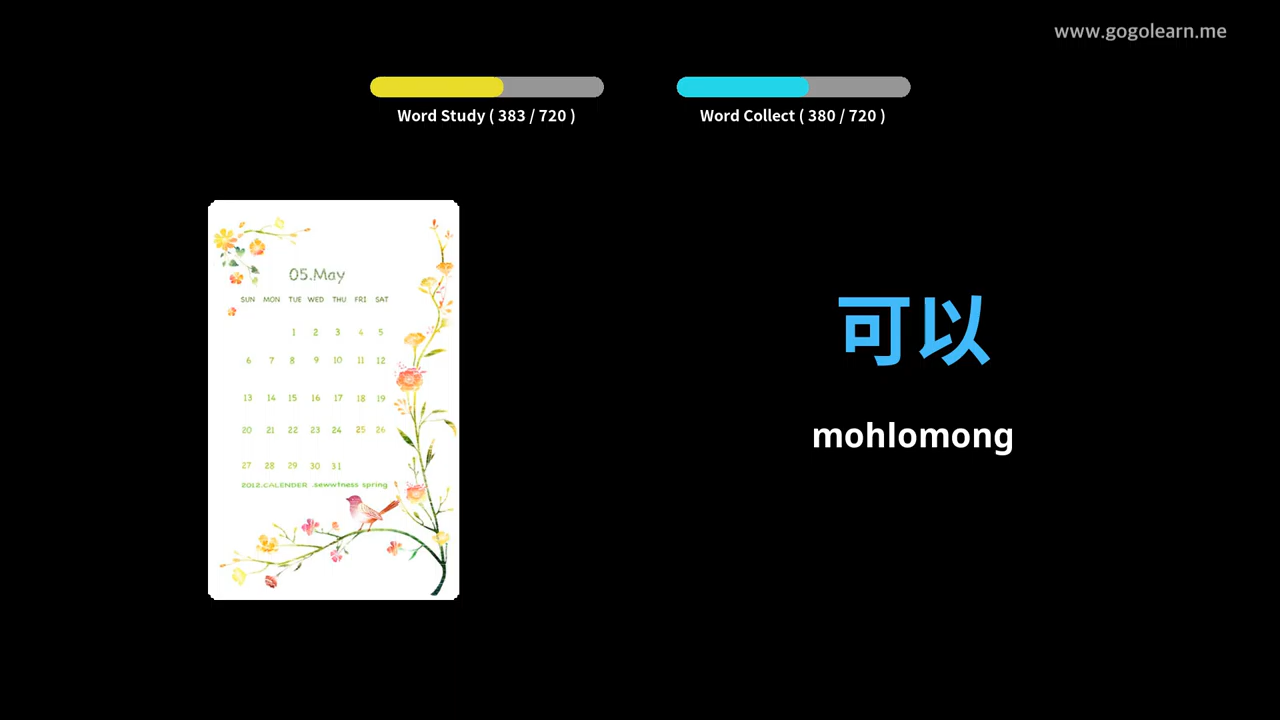 www.gogolearn.me
Word Study ( 383 / 720 )
Word Collect ( 380 / 720 )
05.May
SUN MON TUE WED THU FRI SAT
1 2 3 4 5
6 7 8 9 10 11 12
13 14 15 16 17 18 19
20 21 22 23 24 25 26
27 28 29 30 31
2012.CALENDER .sewwtness spring
可以
mohlomong